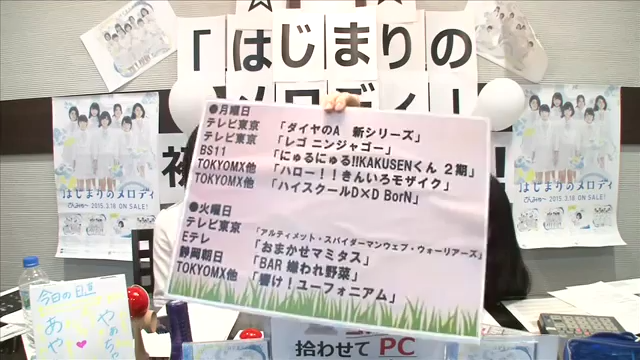 「はじまりの
メロディ」
はじまりのメロディ
2015.3.18 ON SALE!
はじまりのメロディ
2015.3.18 ON SALE!
●月曜日
テレビ東京「ダイヤのA 新シリーズ」
テレビ東京「レゴ ニンジャゴー」
BS11「にゅるにゅる!!KAKUSENくん 2期」
TOKYOMX他「ハロー！！きんいろモザイク」
TOKYOMX他「ハイスクールD×D BorN」
●火曜日
テレビ東京「アルティメット・スパイダーマンウェブ・ウォーリアーズ」
Eテレ「おまかせマミタス」
静岡朝日「BAR 嫌われ野菜」
TOKYOMX他「響け！ユーフォニアム」
今日の日直
拾わせて PC